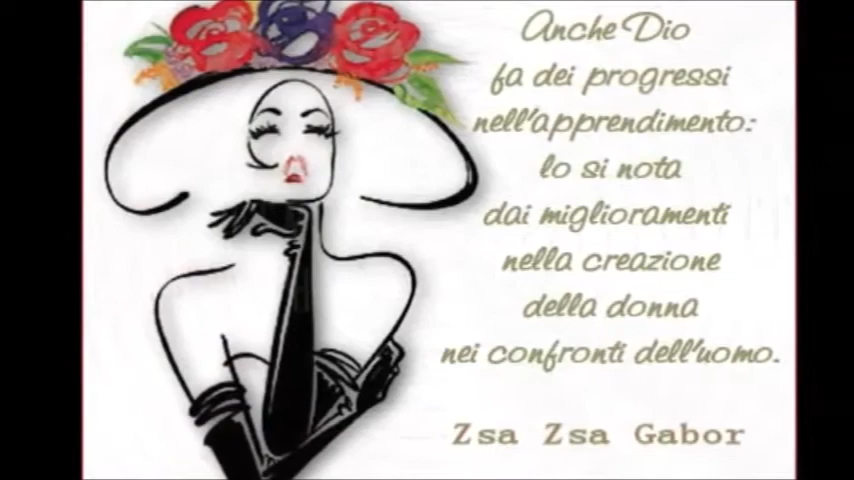 Anche Dio
fa dei progressi
nell'apprendimento:
lo si nota
dai miglioramenti
nella creazione
della donna
nei confronti dell'uomo.
Zsa Zsa Gabor